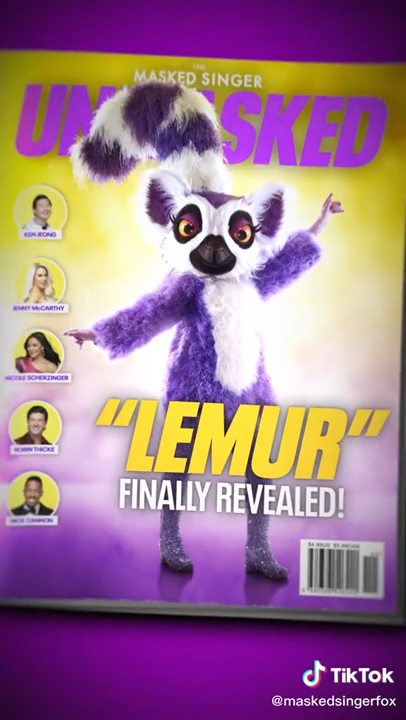 THE
MASKED SINGER
UNMASKED
KEN JEONG
JENNY McCARTHY
NICOLE SCHERZINGER
ROBIN THICKE
NICK CANNON
"LEMUR"
FINALLY REVEALED!
TikTok
@maskedsingerfox